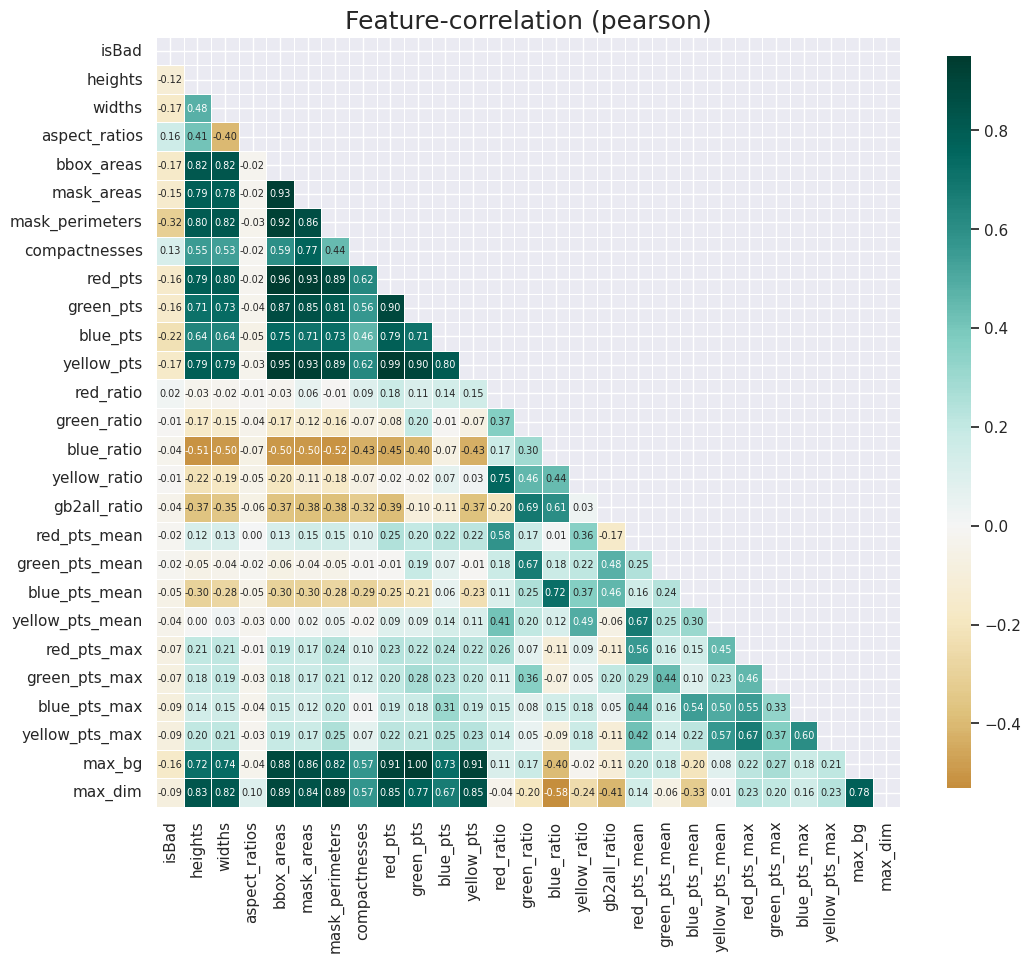 Feature-correlation (pearson)
isBad
heights -0.12
widths -0.17 0.48
aspect_ratios 0.16 0.41 -0.40
bbox_areas -0.17 0.82 0.82 -0.02
mask_areas -0.15 0.79 0.78 -0.02 0.93
mask_perimeters -0.32 0.80 0.82 -0.03 0.92 0.86
compactnesses 0.13 0.55 0.53 -0.02 0.59 0.77 0.44
red_pts -0.16 0.79 0.80 -0.02 0.96 0.93 0.89 0.62
green_pts -0.16 0.71 0.73 -0.04 0.87 0.85 0.81 0.56 0.90
blue_pts -0.22 0.64 0.64 -0.05 0.75 0.71 0.73 0.46 0.79 0.71
yellow_pts -0.17 0.79 0.79 -0.03 0.95 0.93 0.89 0.62 0.99 0.90 0.80
red_ratio 0.02 -0.03 -0.02 -0.01 -0.03 0.06 -0.01 0.09 0.18 0.11 0.14 0.15
green_ratio -0.01 -0.17 -0.15 -0.04 -0.17 -0.12 -0.16 -0.07 -0.08 0.20 -0.01 -0.07 0.37
blue_ratio -0.04 -0.51 -0.50 -0.07 -0.50 -0.50 -0.52 -0.43 -0.45 -0.40 -0.07 -0.43 0.17 0.30
yellow_ratio -0.01 -0.22 -0.19 -0.05 -0.20 -0.11 -0.18 -0.07 -0.02 -0.02 0.07 0.03 0.75 0.46 0.44
gb2all_ratio -0.04 -0.37 -0.35 -0.06 -0.37 -0.38 -0.38 -0.32 -0.39 -0.10 -0.11 -0.37 -0.20 0.69 0.61 0.03
red_pts_mean -0.02 0.12 0.13 0.00 0.13 0.15 0.15 0.10 0.25 0.20 0.22 0.22 0.58 0.17 0.01 0.36 -0.17
green_pts_mean -0.02 -0.05 -0.04 -0.02 -0.06 -0.04 -0.05 -0.01 -0.01 0.19 0.07 -0.01 0.18 0.67 0.18 0.22 0.48 0.25
blue_pts_mean -0.05 -0.30 -0.28 -0.05 -0.30 -0.30 -0.28 -0.29 -0.25 -0.21 0.06 -0.23 0.11 0.25 0.72 0.37 0.46 0.16 0.24
yellow_pts_mean -0.04 0.00 0.03 -0.03 0.00 0.02 0.05 -0.02 0.09 0.09 0.14 0.11 0.41 0.20 0.12 0.49 -0.06 0.67 0.25 0.30
red_pts_max -0.07 0.21 0.21 -0.01 0.19 0.17 0.24 0.10 0.23 0.22 0.24 0.22 0.26 0.07 -0.11 0.09 -0.11 0.56 0.16 0.15 0.45
green_pts_max -0.07 0.18 0.19 -0.03 0.18 0.17 0.21 0.12 0.20 0.28 0.23 0.20 0.11 0.36 -0.07 0.05 0.20 0.29 0.44 0.10 0.23 0.46
blue_pts_max -0.09 0.14 0.15 -0.04 0.15 0.12 0.20 0.01 0.19 0.18 0.31 0.19 0.15 0.08 0.15 0.18 0.05 0.44 0.16 0.54 0.50 0.55 0.33
yellow_pts_max -0.09 0.20 0.21 -0.03 0.19 0.17 0.25 0.07 0.22 0.21 0.25 0.23 0.14 0.05 -0.09 0.18 -0.11 0.42 0.14 0.22 0.57 0.67 0.37 0.60
max_bg -0.16 0.72 0.74 -0.04 0.88 0.86 0.82 0.57 0.91 1.00 0.73 0.91 0.11 0.17 -0.40 -0.02 -0.11 0.20 0.18 -0.20 0.08 0.22 0.27 0.18 0.21
max_dim -0.09 0.83 0.82 0.10 0.89 0.84 0.89 0.57 0.85 0.77 0.67 0.85 -0.04 -0.20 -0.58 -0.24 -0.41 0.14 -0.06 -0.33 0.01 0.23 0.20 0.16 0.23 0.78
isBad
heights
widths
aspect_ratios
bbox_areas
mask_areas
mask_perimeters
compactnesses
red_pts
green_pts
blue_pts
yellow_pts
red_ratio
green_ratio
blue_ratio
yellow_ratio
gb2all_ratio
red_pts_mean
green_pts_mean
blue_pts_mean
yellow_pts_mean
red_pts_max
green_pts_max
blue_pts_max
yellow_pts_max
max_bg
max_dim
0.8
0.6
0.4
0.2
0.0
−0.2
−0.4